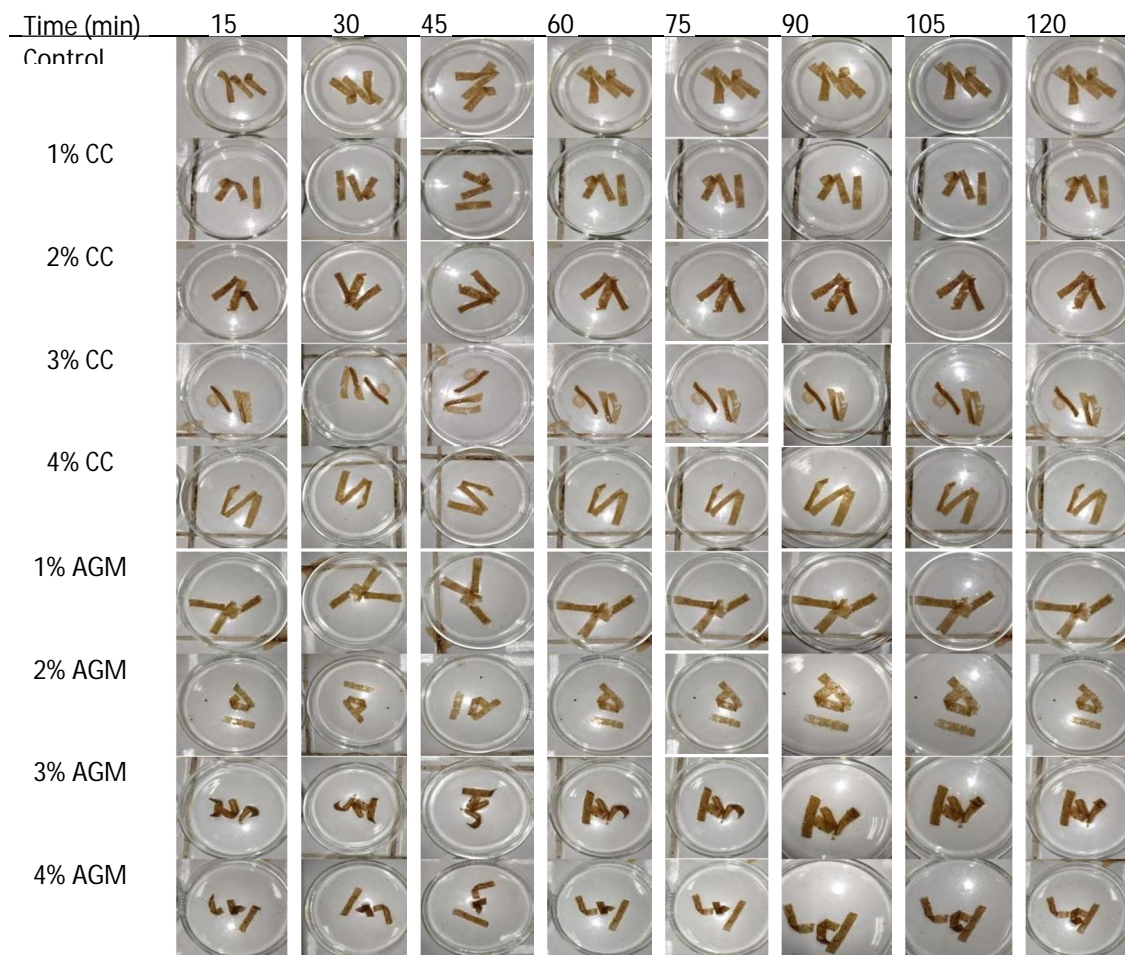 Time (min) 15 30 45 60 75 90 105 120
Control
1% CC
2% CC
3% CC
4% CC
1% AGM
2% AGM
3% AGM
4% AGM